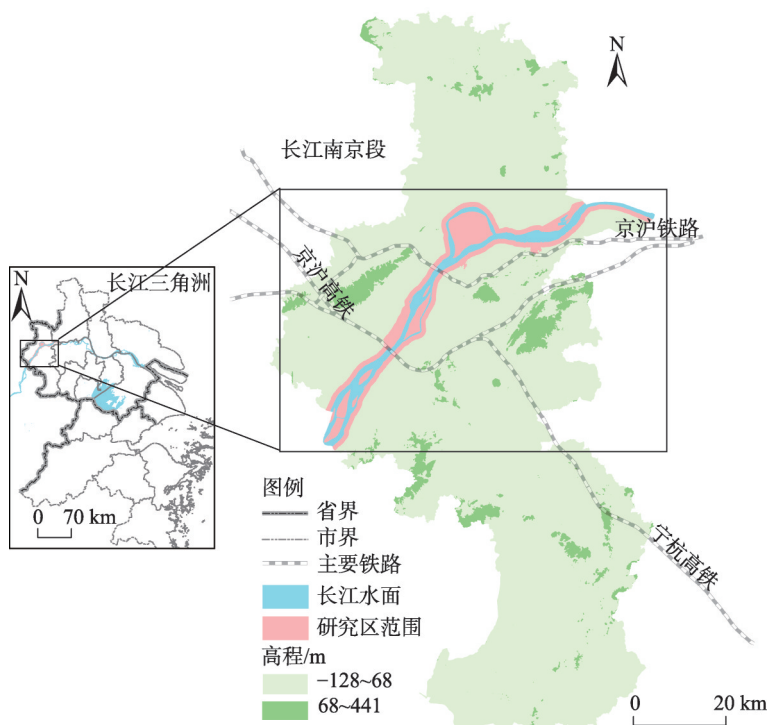 N
长江南京段
京沪铁路
京沪高铁
宁杭高铁
N
长江三角洲
0 70 km
图例
省界
市界
主要铁路
长江水面
研究区范围
高程/m
-128~68
68~441
0 20 km